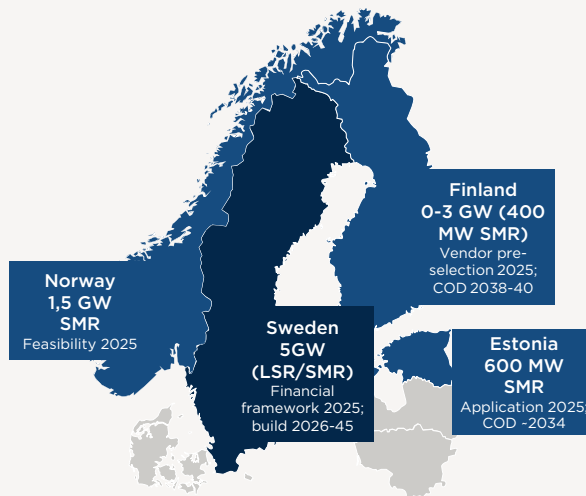 Finland
0-3 GW (400
MW SMR)
Vendor pre-
selection 2025;
COD 2038-40
Norway
1,5 GW
SMR
Feasibility 2025
Sweden
5GW
(LSR/SMR)
Financial
framework 2025;
build 2026-45
Estonia
600 MW
SMR
Application 2025;
COD ~2034